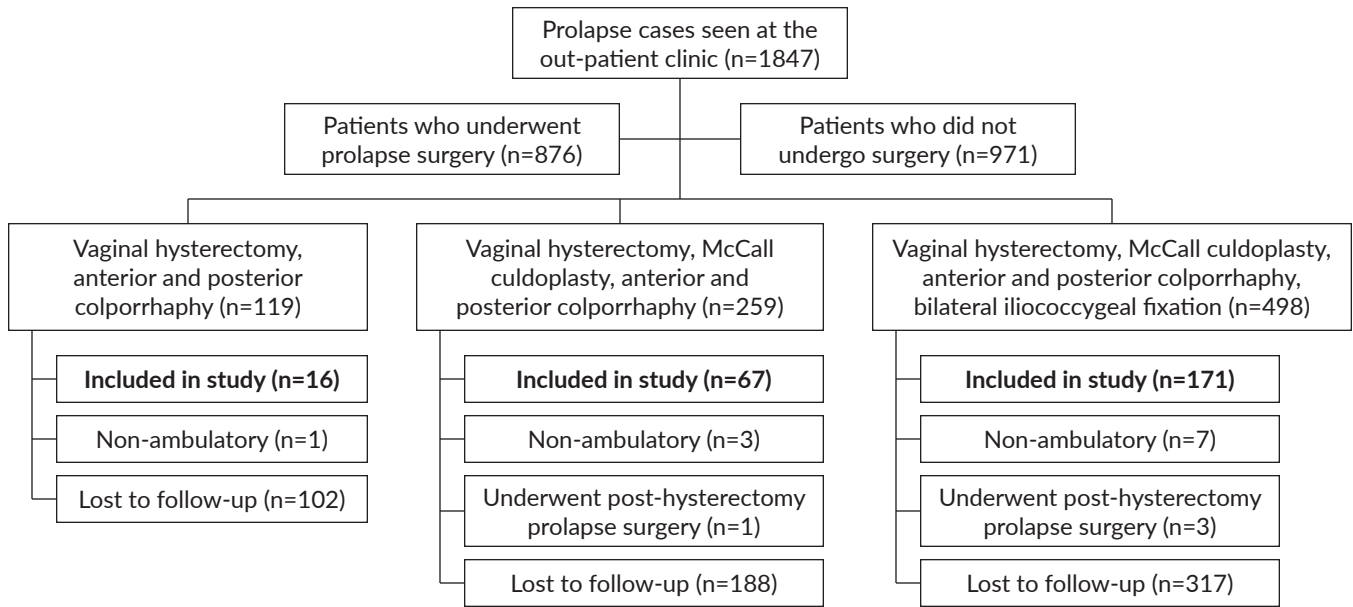 Prolapse cases seen at the
out-patient clinic (n=1847)
Patients who underwent
prolapse surgery (n=876)
Patients who did not
undergo surgery (n=971)
Vaginal hysterectomy,
anterior and posterior
colporrhaphy (n=119)
Included in study (n=16)
Non-ambulatory (n=1)
Lost to follow-up (n=102)
Vaginal hysterectomy, McCall
culdoplasty, anterior and
posterior colporrhaphy (n=259)
Included in study (n=67)
Non-ambulatory (n=3)
Underwent post-hysterectomy
prolapse surgery (n=1)
Lost to follow-up (n=188)
Vaginal hysterectomy, McCall culdoplasty,
anterior and posterior colporrhaphy,
bilateral iliococcygeal fixation (n=498)
Included in study (n=171)
Non-ambulatory (n=7)
Underwent post-hysterectomy
prolapse surgery (n=3)
Lost to follow-up (n=317)